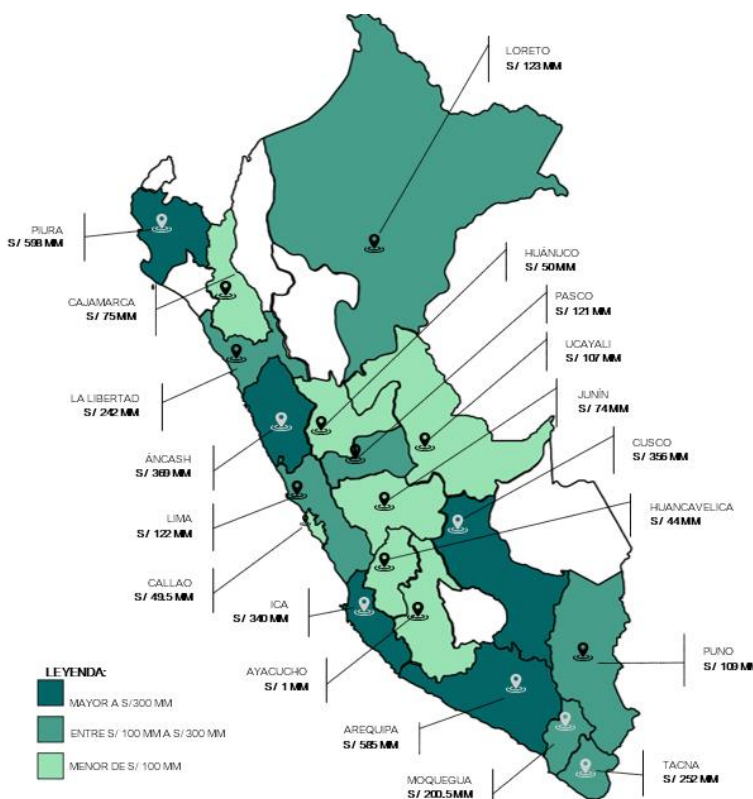 LORETO
S/ 123 MM
PIURA
S/ 598 MM
HUÁNUCO
S/ 50 MM
CAJAMARCA
S/ 75 MM
PASCO
S/ 121 MM
UCAYALI
S/ 107 MM
LA LIBERTAD
S/ 242 MM
JUNÍN
S/ 74 MM
ÁNCASH
S/ 369 MM
CUSCO
S/ 356 MM
LIMA
S/ 122 MM
HUANCAVELICA
S/ 44 MM
CALLAO
S/ 49.5 MM
ICA
S/ 340 MM
AYACUCHO
S/ 1 MM
PUNO
S/ 109 MM
AREQUIPA
S/ 585 MM
MOQUEGUA
S/ 200.5 MM
TACNA
S/ 252 MM
LEYENDA:
MAYOR A S/300 MM
ENTRE S/ 100 MM A S/ 300 MM
MENOR DE S/ 100 MM